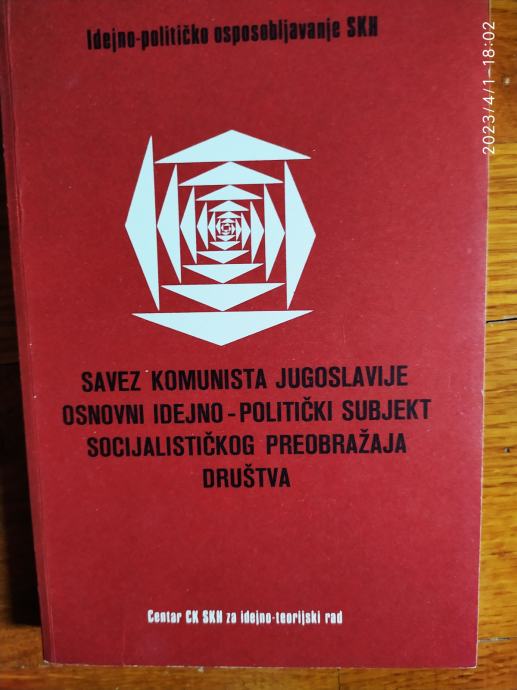 Idejno-političko osposobljavanje SKH
SAVEZ KOMUNISTA JUGOSLAVIJE
OSNOVNI IDEJNO-POLITIČKI SUBJEKT
SOCIJALISTIČKOG PREOBRAŽAJA
DRUŠTVA
Centar CK SKH za idejno-teorijski rad
2023/4/1-18:02